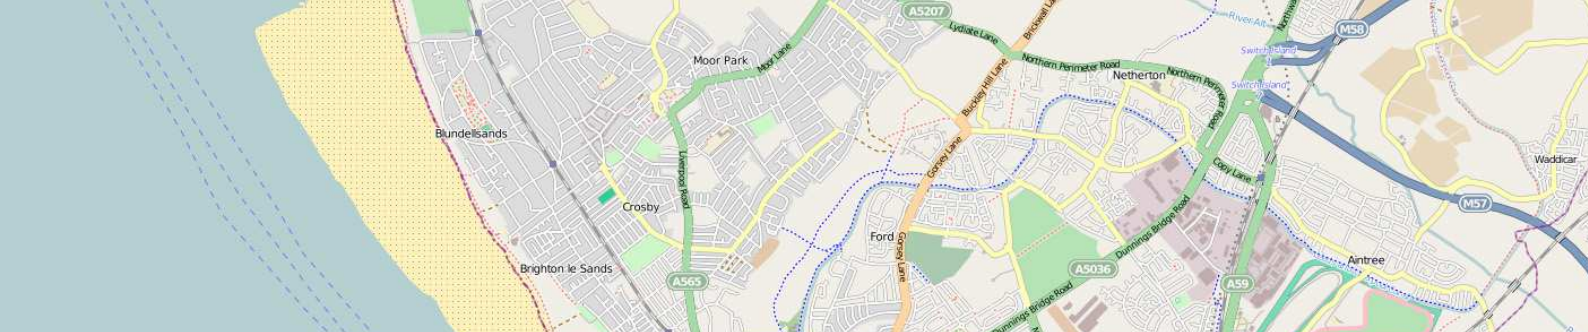 A5207
Lydiate Lane
Brickwall La
Northwa
River Alt
M58
Switch Island
Moor Park
Moor Lane
Northern Perimeter Road
Netherton
Northern Perimeter Road
Switch Island
Buckley Hill Lane
Blundellsands
Liverpool Road
Gorsey Lane
Copy Lane
Waddicar
Crosby
M57
Ford
Gorsey Lane
Dunnings Bridge Road
Brighton le Sands
A565
A5036
A59
Aintree
Dunnings Bridge Road